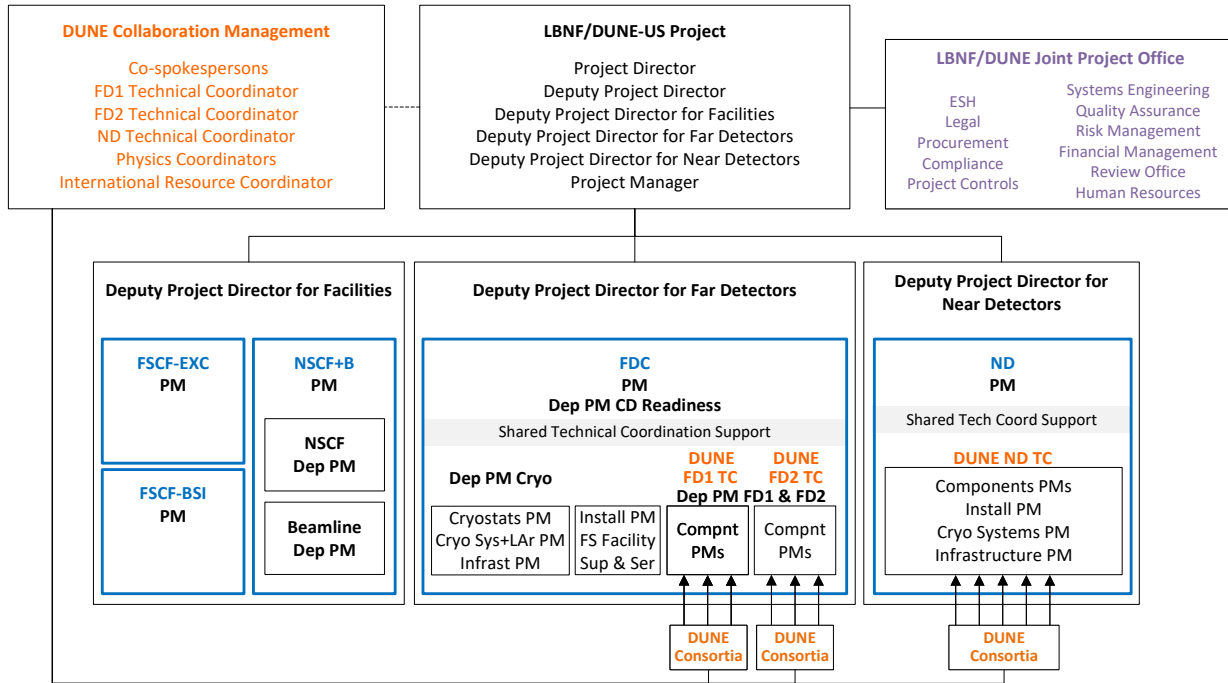 DUNE Collaboration Management
Co-spokespersons
FD1 Technical Coordinator
FD2 Technical Coordinator
ND Technical Coordinator
Physics Coordinators
International Resource Coordinator
LBNF/DUNE-US Project
Project Director
Deputy Project Director
Deputy Project Director for Facilities
Deputy Project Director for Far Detectors
Deputy Project Director for Near Detectors
Project Manager
LBNF/DUNE Joint Project Office
ESH
Legal
Procurement
Compliance
Project Controls
Systems Engineering
Quality Assurance
Risk Management
Financial Management
Review Office
Human Resources
Deputy Project Director for Facilities
FSCF-EXC
PM
FSCF-BSI
PM
NSCF+B
PM
NSCF
Dep PM
Beamline
Dep PM
Deputy Project Director for Far Detectors
FDC
PM
Dep PM CD Readiness
Shared Technical Coordination Support
Dep PM Cryo
DUNE
FD1 TC
DUNE
FD2 TC
Dep PM FD1 & FD2
Cryostats PM
Cryo Sys+LAr PM
Infrast PM
Install PM
FS Facility
Sup & Ser
Compnt
PMs
Compnt
PMs
DUNE
Consortia
DUNE
Consortia
Deputy Project Director for
Near Detectors
ND
PM
Shared Tech Coord Support
DUNE ND TC
Components PMs
Install PM
Cryo Systems PM
Infrastructure PM
DUNE
Consortia